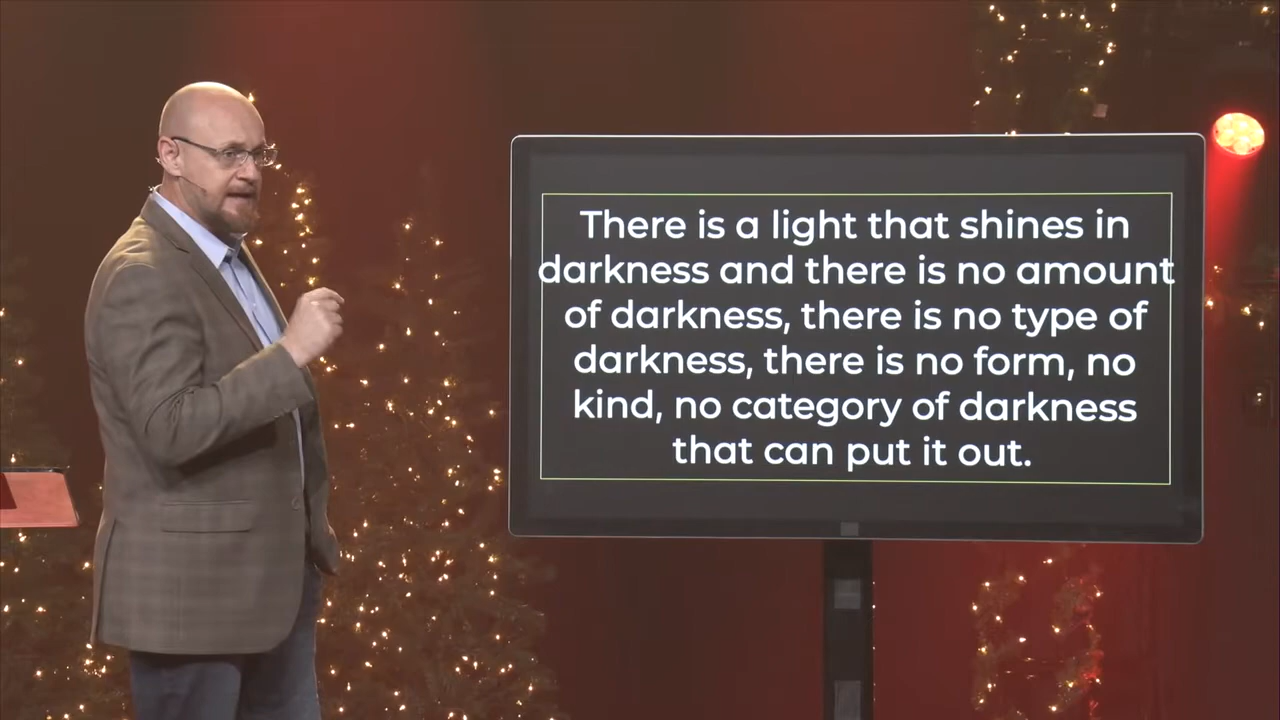 There is a light that shines in
darkness and there is no amount
of darkness, there is no type of
darkness, there is no form, no
kind, no category of darkness
that can put it out.